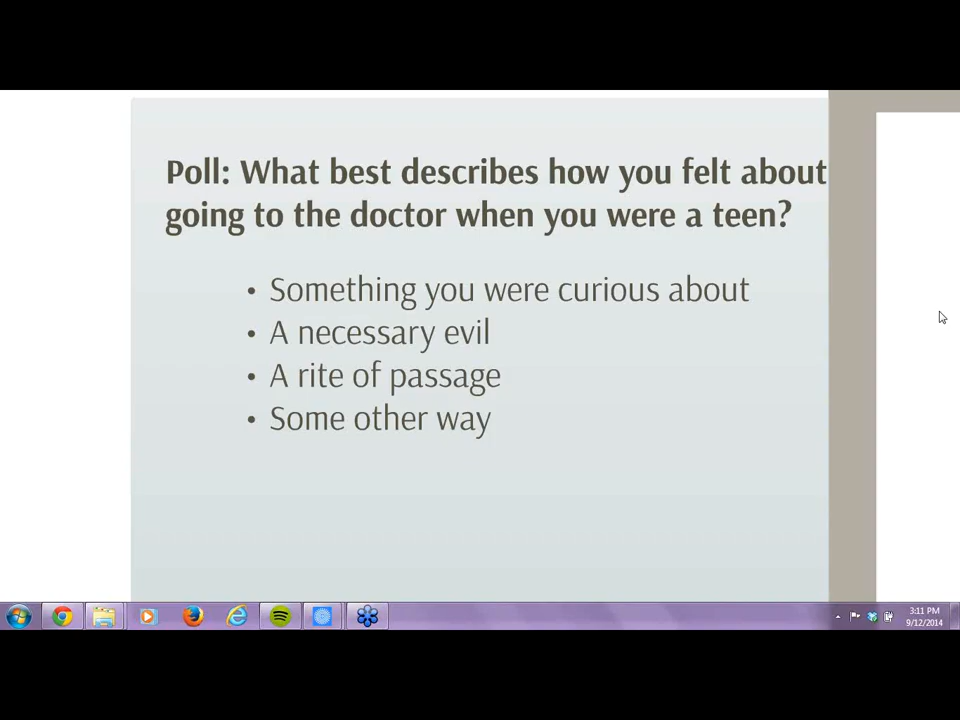 Poll: What best describes how you felt about
going to the doctor when you were a teen?
• Something you were curious about
• A necessary evil
• A rite of passage
• Some other way
3:11 PM
9/12/2014